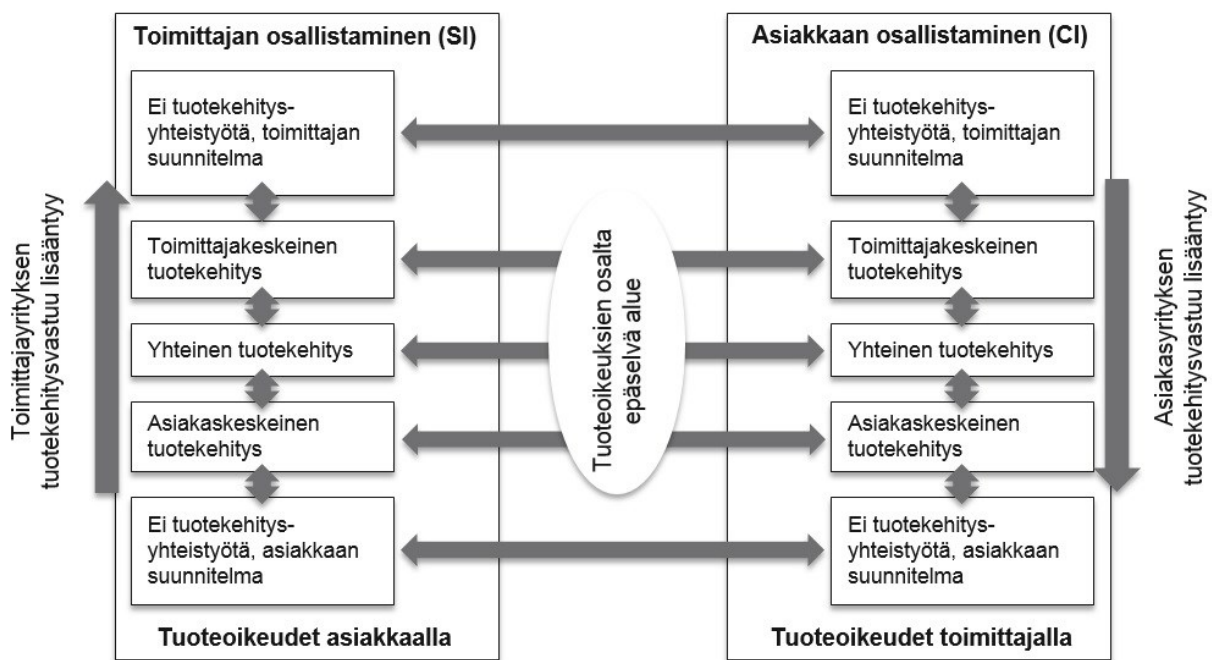 Toimittajan osallistaminen (SI)
Ei tuotekehitys-
yhteistyötä, toimittajan
suunnitelma
Toimittajakeskeinen
tuotekehitys
Yhteinen tuotekehitys
Asiakaskeskeinen
tuotekehitys
Ei tuotekehitys-
yhteistyötä, asiakkaan
suunnitelma
Tuoteoikeudet asiakkaalla
Toimittajayrityksen
tuotekehitysvastuu lisääntyy
Tuoteoikeuksien osalta
epäselvä alue
Asiakkaan osallistaminen (CI)
Ei tuotekehitys-
yhteistyötä, toimittajan
suunnitelma
Toimittajakeskeinen
tuotekehitys
Yhteinen tuotekehitys
Asiakaskeskeinen
tuotekehitys
Ei tuotekehitys-
yhteistyötä, asiakkaan
suunnitelma
Tuoteoikeudet toimittajalla
Asiakasyrityksen
tuotekehitysvastuu lisääntyy